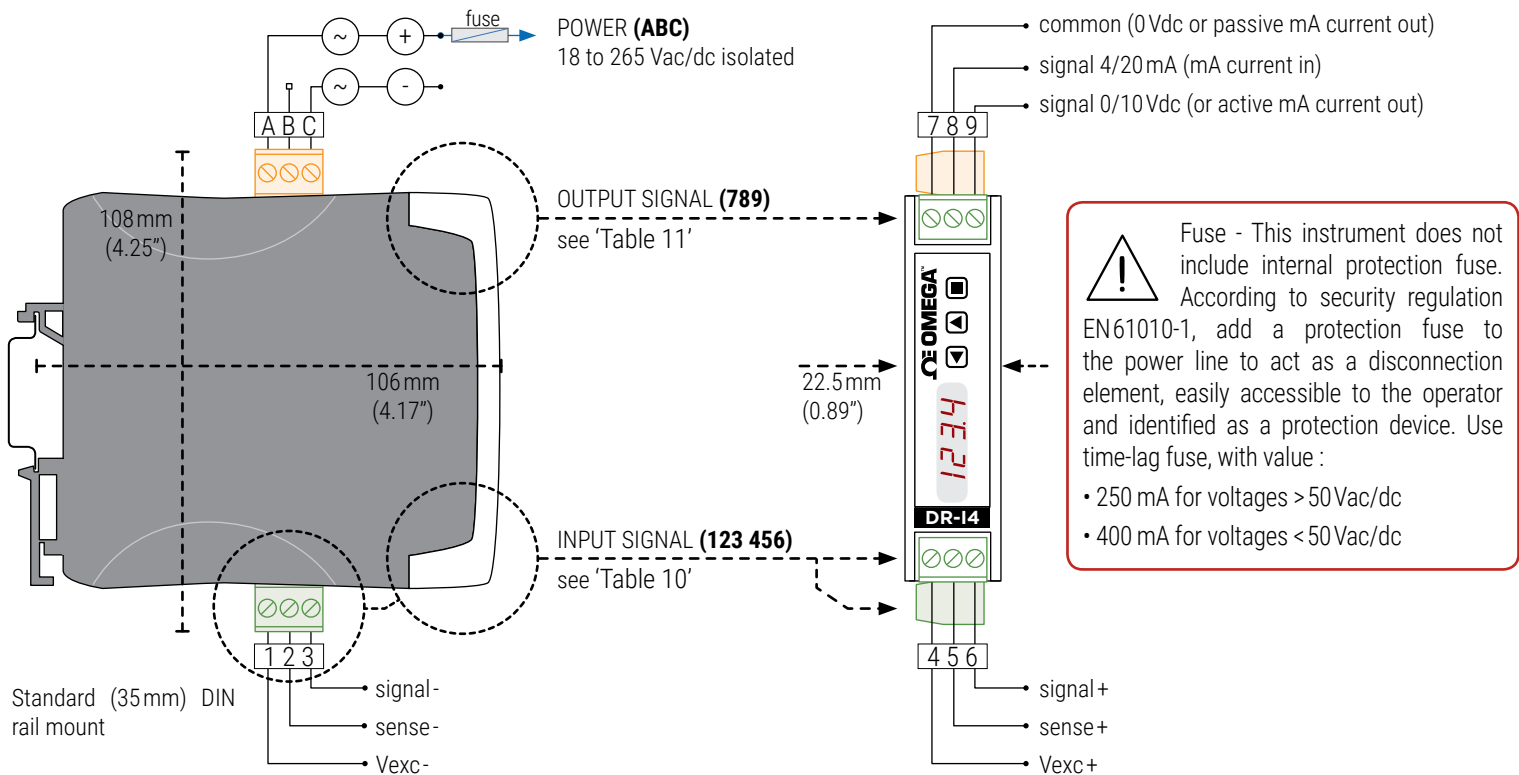 fuse
~
+
POWER (ABC)
18 to 265 Vac/dc isolated
~
-
A B C
108 mm
(4.25")
106 mm
(4.17")
OUTPUT SIGNAL (789)
see 'Table 11'
INPUT SIGNAL (123 456)
see 'Table 10'
1 2 3
signal -
sense -
Vexc -
Standard (35 mm) DIN
rail mount
common (0 Vdc or passive mA current out)
signal 4/20 mA (mA current in)
signal 0/10 Vdc (or active mA current out)
7 8 9
22.5 mm
(0.89")
OMEGA™
123.4
DR-I4
4 5 6
signal +
sense +
Vexc +
!
Fuse - This instrument does not
include internal protection fuse.
According to security regulation
EN 61010-1, add a protection fuse to
the power line to act as a disconnection
element, easily accessible to the operator
and identified as a protection device. Use
time-lag fuse, with value :
• 250 mA for voltages > 50 Vac/dc
• 400 mA for voltages < 50 Vac/dc